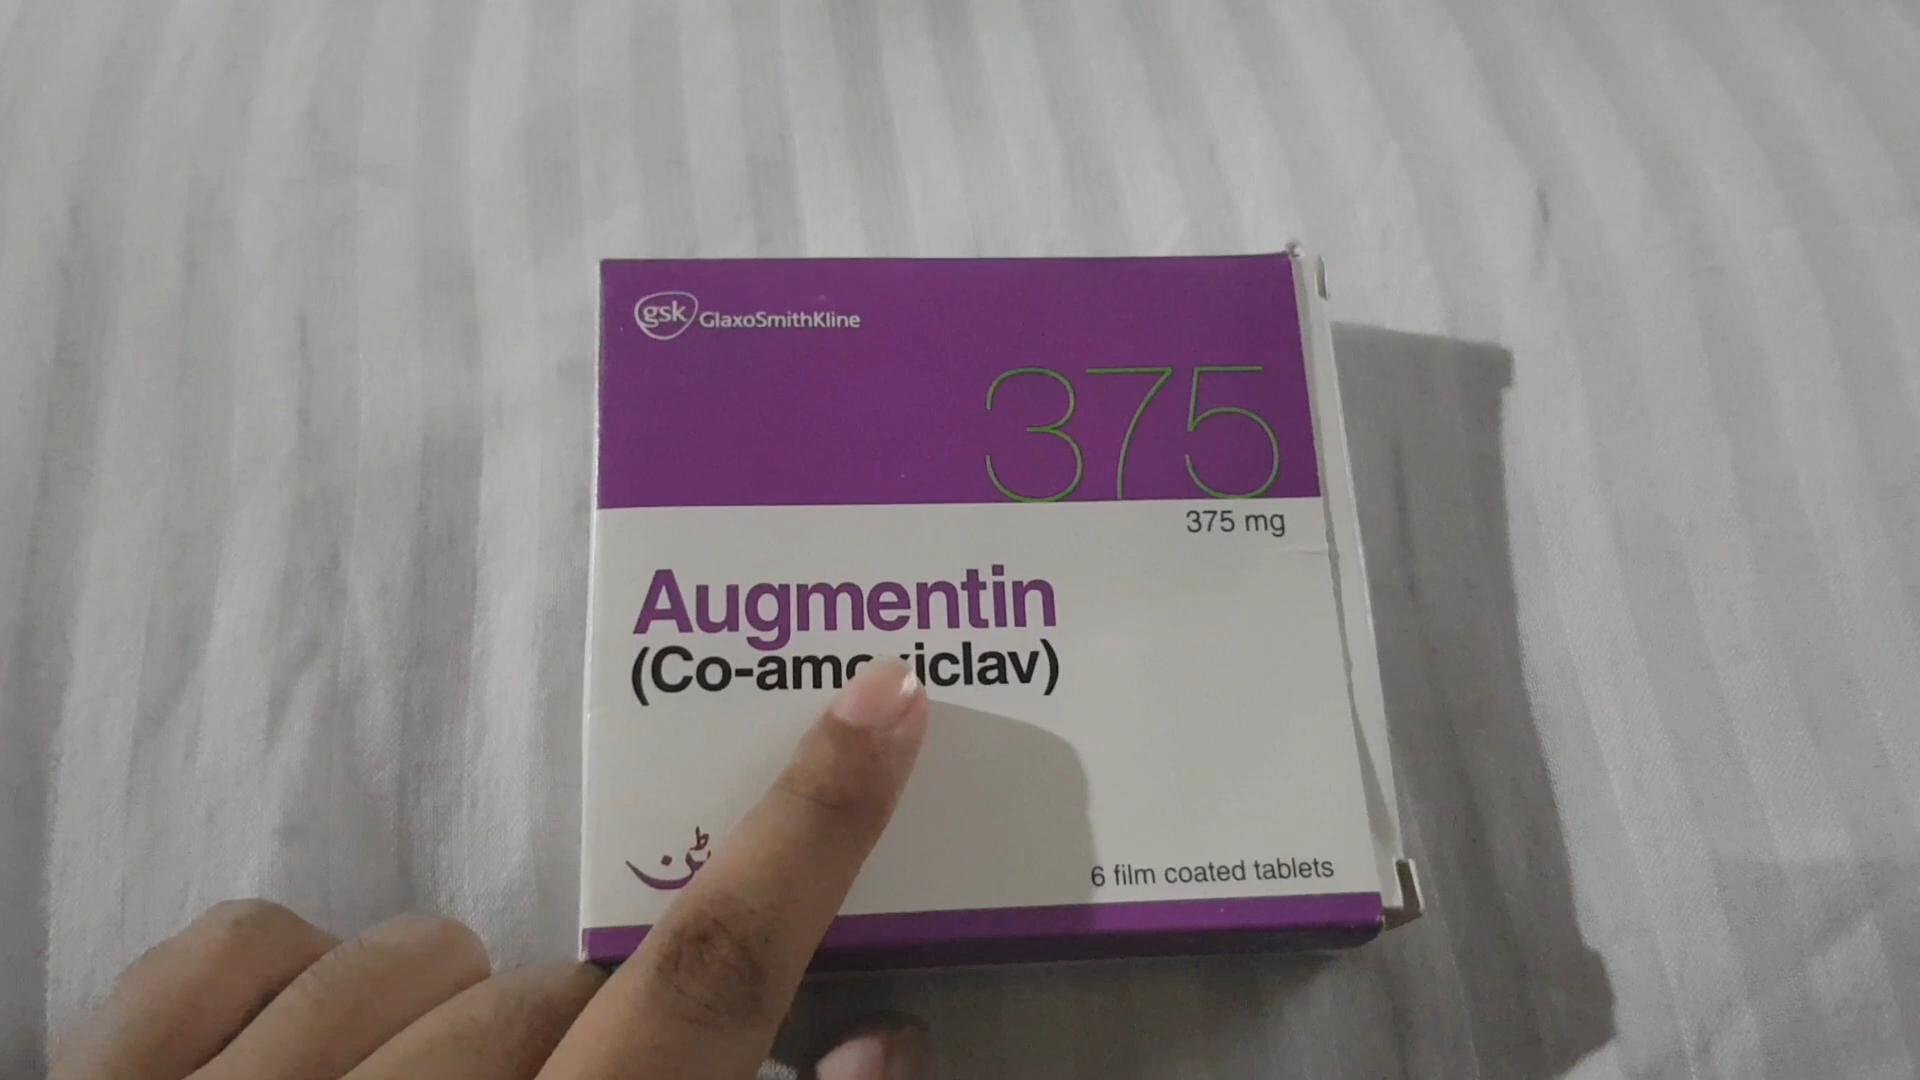 gsk GlaxoSmithKline
375
375 mg
Augmentin
(Co-amoxiclav)
6 film coated tablets